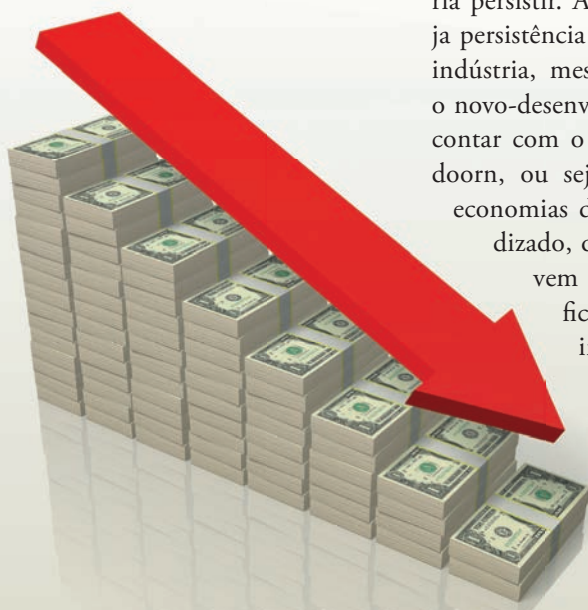 ria persistir. A
ja persistência
indústria, mes
o novo-desenv
contar com o
doorn, ou sej
economias d
dizado, o
vem
fic
i